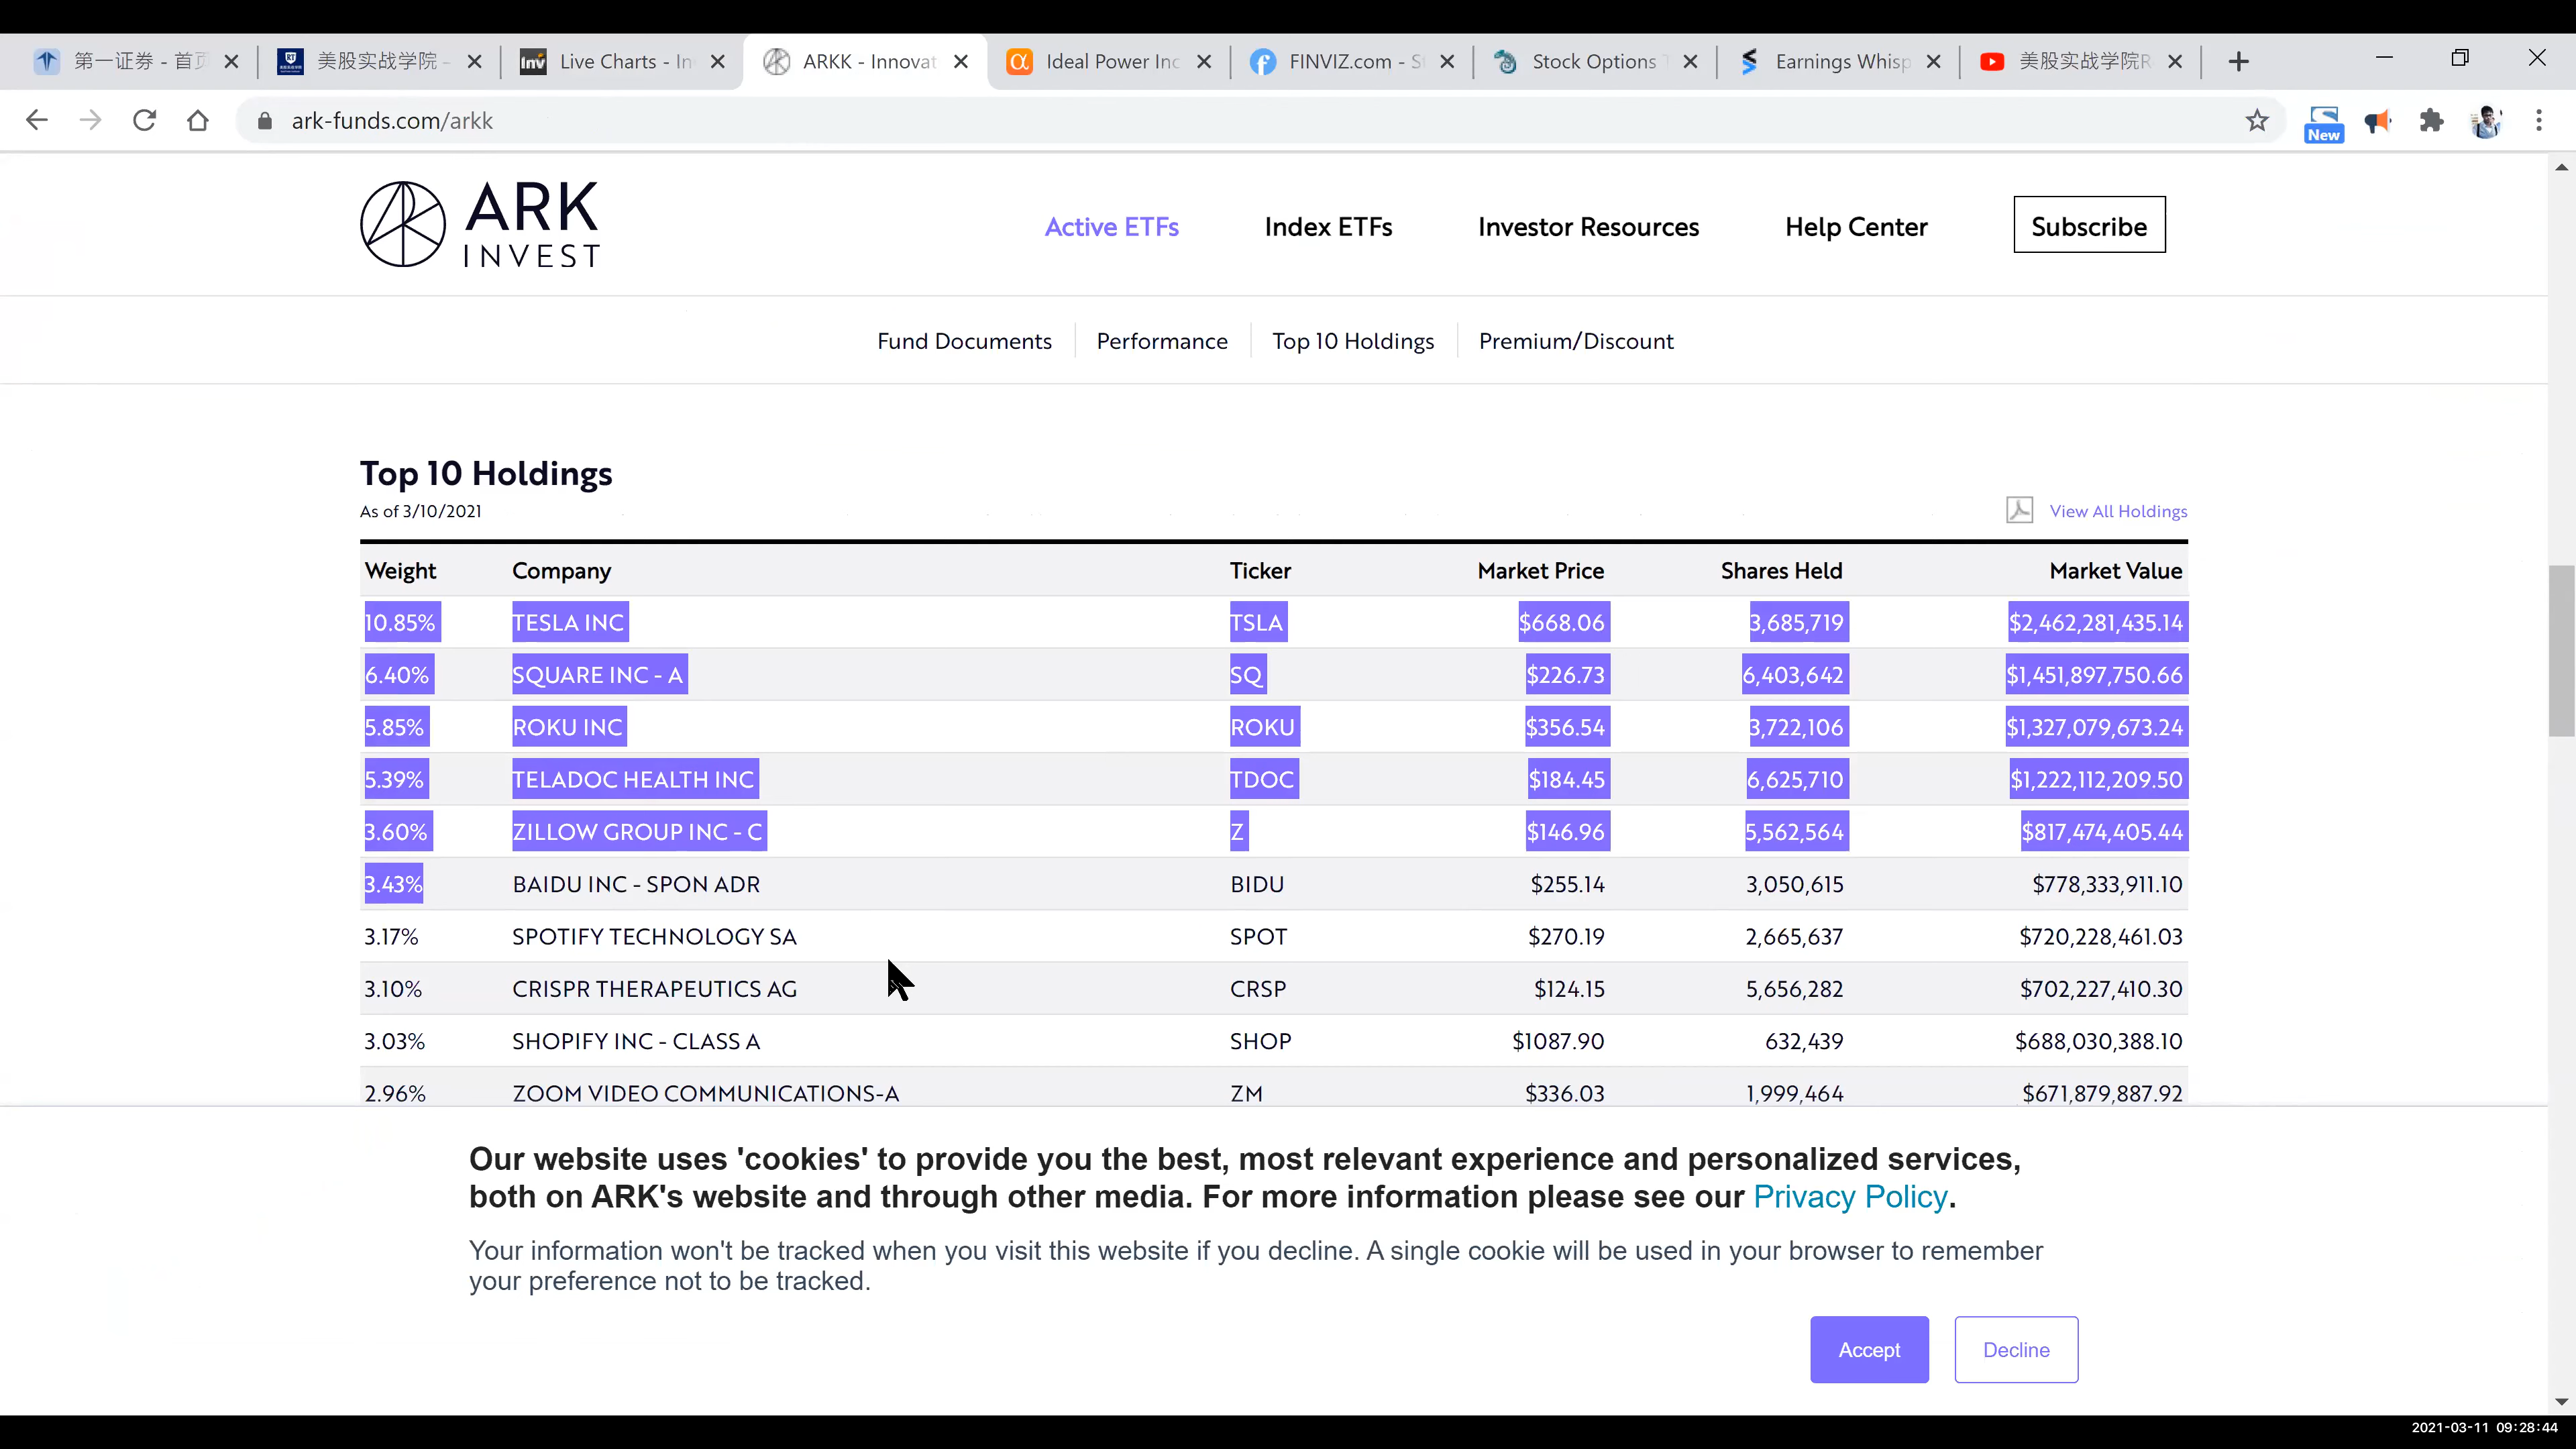 第一证券 - 首页
美股实战学院 -
Live Charts - In
ARKK - Innovat
Ideal Power Inc
FINVIZ.com - St
Stock Options T
Earnings Whisp
美股实战学院R
ark-funds.com/arkk
New
ARK
INVEST
Active ETFs
Index ETFs
Investor Resources
Help Center
Subscribe
Fund Documents
Performance
Top 10 Holdings
Premium/Discount
Top 10 Holdings
As of 3/10/2021
View All Holdings
Weight Company Ticker Market Price Shares Held Market Value
10.85% TESLA INC TSLA $668.06 3,685,719 $2,462,281,435.14
6.40% SQUARE INC - A SQ $226.73 6,403,642 $1,451,897,750.66
5.85% ROKU INC ROKU $356.54 3,722,106 $1,327,079,673.24
5.39% TELADOC HEALTH INC TDOC $184.45 6,625,710 $1,222,112,209.50
3.60% ZILLOW GROUP INC - C Z $146.96 5,562,564 $817,474,405.44
3.43% BAIDU INC - SPON ADR BIDU $255.14 3,050,615 $778,333,911.10
3.17% SPOTIFY TECHNOLOGY SA SPOT $270.19 2,665,637 $720,228,461.03
3.10% CRISPR THERAPEUTICS AG CRSP $124.15 5,656,282 $702,227,410.30
3.03% SHOPIFY INC - CLASS A SHOP $1087.90 632,439 $688,030,388.10
2.96% ZOOM VIDEO COMMUNICATIONS-A ZM $336.03 1,999,464 $671,879,887.92
Our website uses 'cookies' to provide you the best, most relevant experience and personalized services,
both on ARK's website and through other media. For more information please see our Privacy Policy.
Your information won't be tracked when you visit this website if you decline. A single cookie will be used in your browser to remember
your preference not to be tracked.
Accept
Decline
2021-03-11 09:28:44